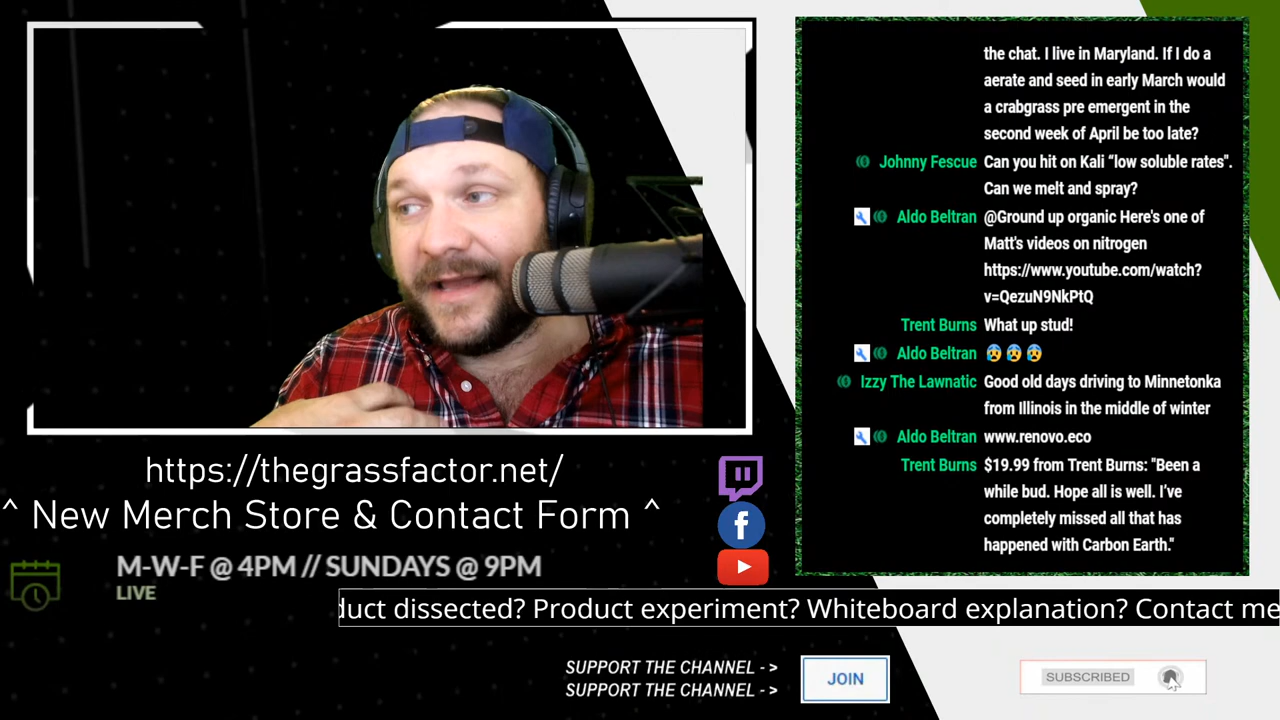 the chat. I live in Maryland. If I do a
aerate and seed in early March would
a crabgrass pre emergent in the
second week of April be too late?
Johnny Fescue Can you hit on Kali “low soluble rates".
Can we melt and spray?
Aldo Beltran @Ground up organic Here's one of
Matt's videos on nitrogen
https://www.youtube.com/watch?
v=QezuN9NkPtQ
Trent Burns What up stud!
Aldo Beltran 😰😰😰
Izzy The Lawnatic Good old days driving to Minnetonka
from Illinois in the middle of winter
Aldo Beltran www.renovo.eco
Trent Burns $19.99 from Trent Burns: "Been a
while bud. Hope all is well. I've
completely missed all that has
happened with Carbon Earth."
https://thegrassfactor.net/
^ New Merch Store & Contact Form ^
M-W-F @ 4PM // SUNDAYS @ 9PM
LIVE
duct dissected? Product experiment? Whiteboard explanation? Contact me
SUPPORT THE CHANNEL - >
SUPPORT THE CHANNEL - >
JOIN
SUBSCRIBED